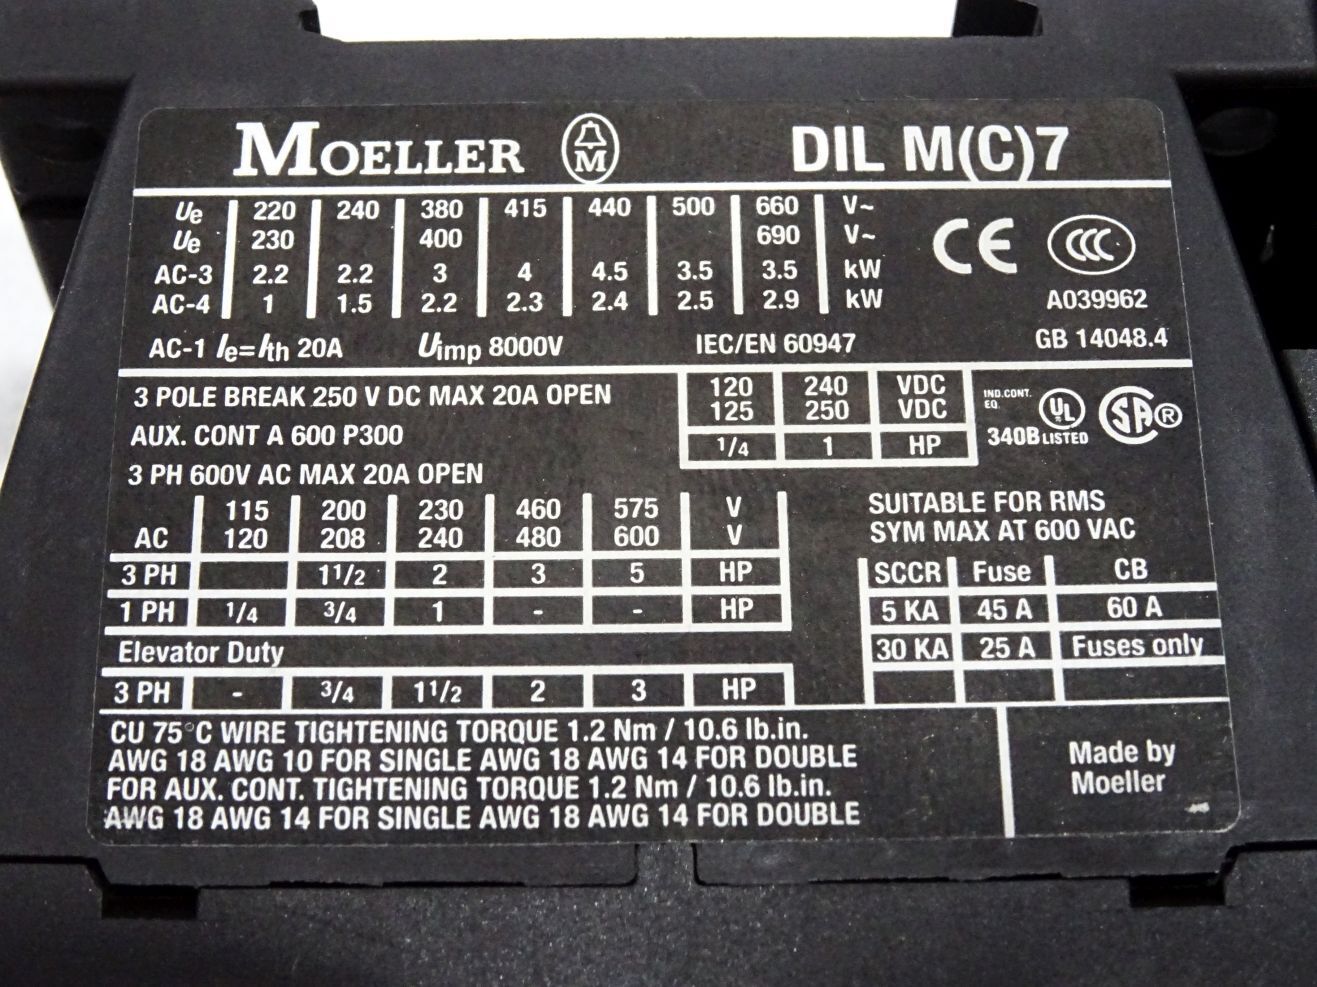 MOELLER M DIL M(C)7
Ue 220 240 380 415 440 500 660 V~
Ue 230 400 690 V~
AC-3 2.2 2.2 3 4 4.5 3.5 3.5 kW
AC-4 1 1.5 2.2 2.3 2.4 2.5 2.9 kW
CE CCC
A039962
AC-1 Ie=Ith 20A Uimp 8000V IEC/EN 60947 GB 14048.4
3 POLE BREAK 250 V DC MAX 20A OPEN
AUX. CONT A 600 P300
3 PH 600V AC MAX 20A OPEN
120 240 VDC
125 250 VDC
1/4 1 HP
IND.CONT.
EQ.
340B UL LISTED SA ®
115 200 230 460 575 V
AC 120 208 240 480 600 V
3 PH 11/2 2 3 5 HP
1 PH 1/4 3/4 1 - - HP
Elevator Duty
3 PH - 3/4 11/2 2 3 HP
SUITABLE FOR RMS
SYM MAX AT 600 VAC
SCCR Fuse CB
5 KA 45 A 60 A
30 KA 25 A Fuses only
CU 75°C WIRE TIGHTENING TORQUE 1.2 Nm / 10.6 lb.in.
AWG 18 AWG 10 FOR SINGLE AWG 18 AWG 14 FOR DOUBLE
FOR AUX. CONT. TIGHTENING TORQUE 1.2 Nm / 10.6 lb.in.
AWG 18 AWG 14 FOR SINGLE AWG 18 AWG 14 FOR DOUBLE
Made by
Moeller